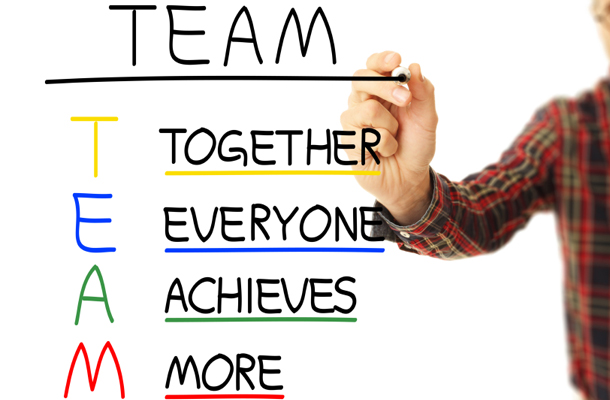 TEAM
T TOGETHER
E EVERYONE
A ACHIEVES
M MORE